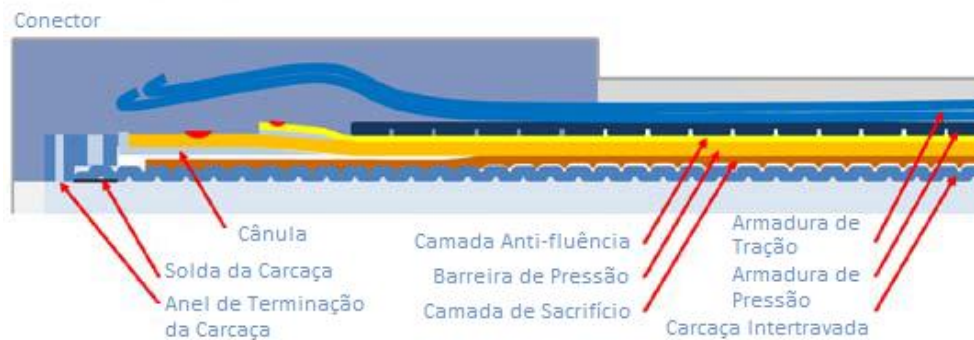 Conector
Cânula
Solda da Carcaça
Anel de Terminação
da Carcaça
Camada Anti-fluência
Barreira de Pressão
Camada de Sacrifício
Armadura de
Tração
Armadura de
Pressão
Carcaça Intertravada